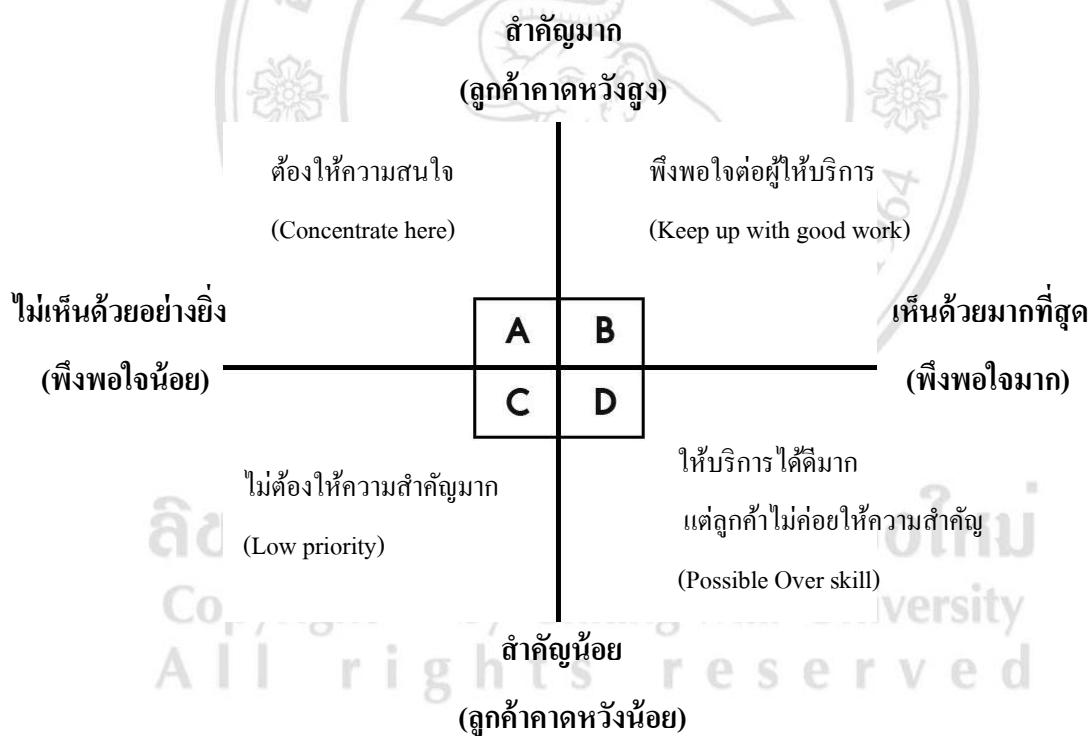 สำคัญมาก
(ลูกค้าคาดหวังสูง)
ต้องให้ความสนใจ
(Concentrate here)
พึงพอใจต่อผู้ให้บริการ
(Keep up with good work)
ไม่เห็นด้วยอย่างยิ่ง
(พึงพอใจน้อย)
A B
C D
เห็นด้วยมากที่สุด
(พึงพอใจมาก)
ไม่ต้องให้ความสำคัญมาก
(Low priority)
ให้บริการได้ดีมาก
แต่ลูกค้าไม่ค่อยให้ความสำคัญ
(Possible Over skill)
สำคัญน้อย
(ลูกค้าคาดหวังน้อย)
All rights reserved